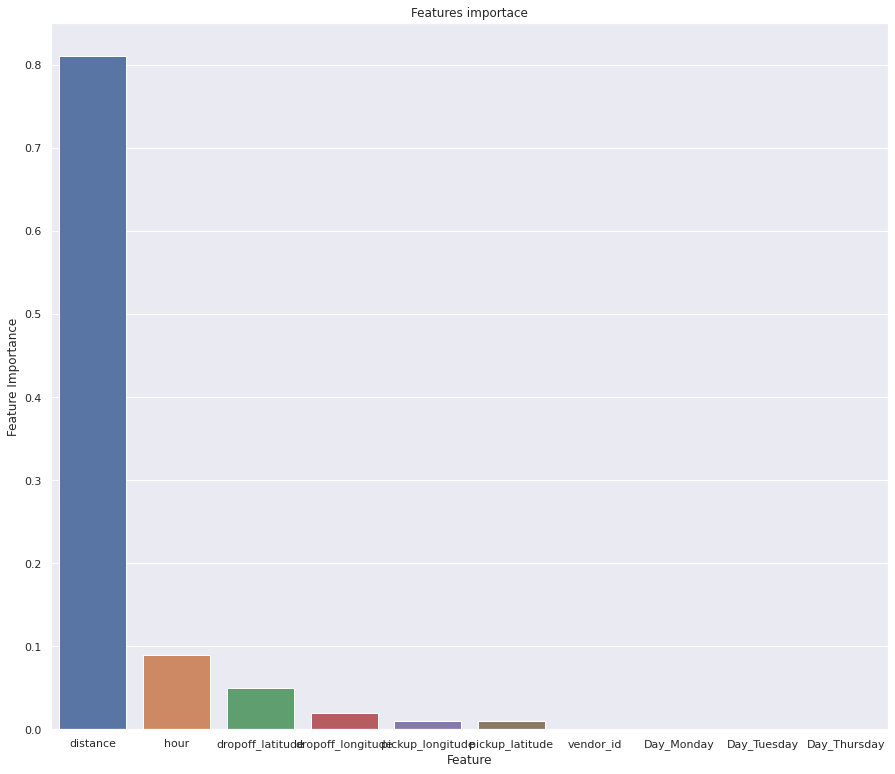 Features importace
0.8
0.7
0.6
0.5
0.4
0.3
0.2
0.1
0.0
Feature Importance
distance hour dropoff_latitude dropoff_longitude pickup_longitude pickup_latitude vendor_id Day_Monday Day_Tuesday Day_Thursday
Feature